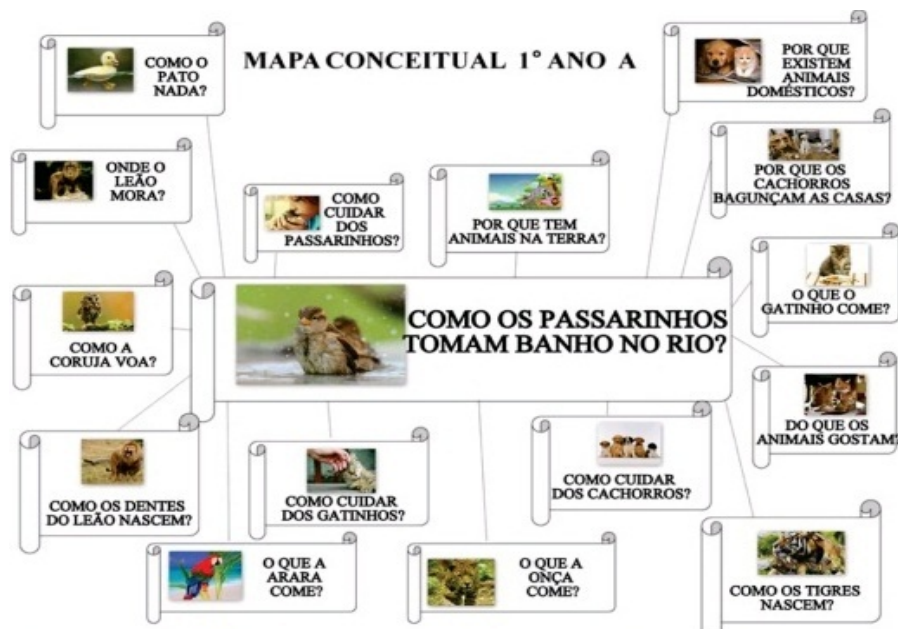 MAPA CONCEITUAL 1° ANO A
COMO O
PATO
NADA?
POR QUE
EXISTEM
ANIMAIS
DOMÉSTICOS?
ONDE O
LEÃO
MORA?
COMO
CUIDAR
DOS
PASSARINHOS?
POR QUE TEM
ANIMAIS NA TERRA?
POR QUE OS
CACHORROS
BAGUNÇAM AS CASAS?
COMO A
CORUJA VOA?
COMO OS PASSARINHOS
TOMAM BANHO NO RIO?
O QUE O
GATINHO COME?
DO QUE OS
ANIMAIS GOSTAM?
COMO OS DENTES
DO LEÃO NASCEM?
COMO CUIDAR
DOS GATINHOS?
COMO CUIDAR
DOS CACHORROS?
O QUE A
ARARA
COME?
O QUE A
ONÇA
COME?
COMO OS TIGRES
NASCEM?